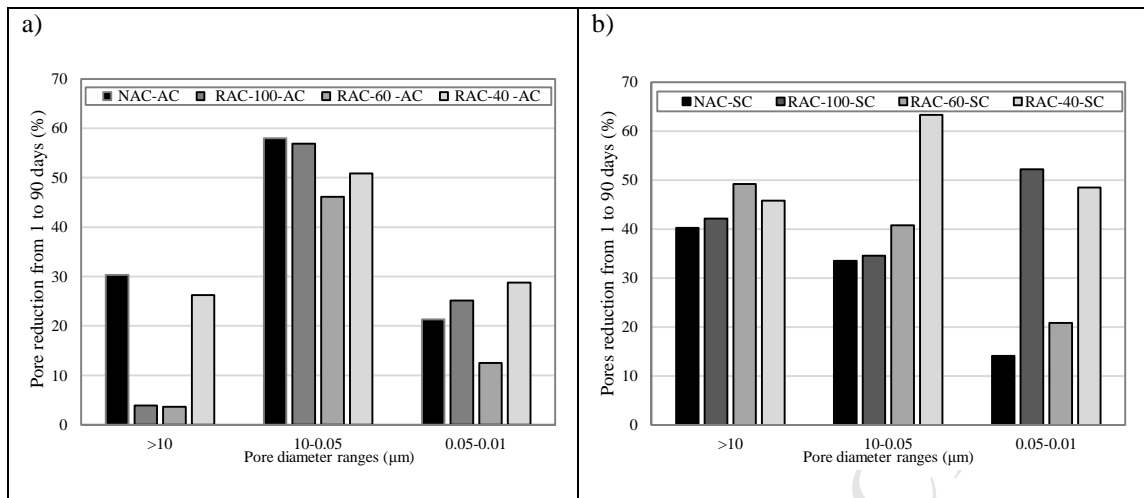 a)
70
60
50
40
30
20
10
0
Pore reduction from 1 to 90 days (%)
NAC-AC RAC-100-AC RAC-60 -AC RAC-40 -AC
>10 10-0.05 0.05-0.01
Pore diameter ranges (μm)
b)
70
60
50
40
30
20
10
0
Pores reduction from 1 to 90 days (%)
NAC-SC RAC-100-SC RAC-60-SC RAC-40-SC
>10 10-0.05 0.05-0.01
Pore diameter ranges (μm)